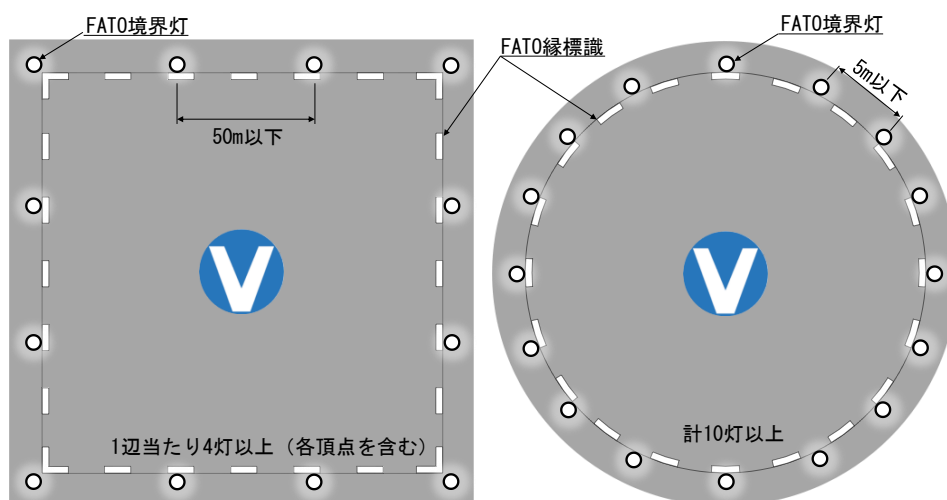 FATO境界灯
FATO縁標識
FATO境界灯
5m以下
50m以下
V
V
1辺当たり4灯以上（各頂点を含む）
計10灯以上